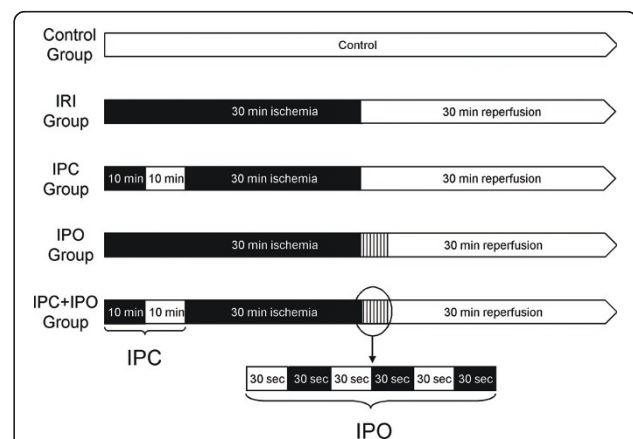 Control
Group
Control
IRI
Group
30 min ischemia
30 min reperfusion
IPC
Group
10 min
10 min
30 min ischemia
30 min reperfusion
IPO
Group
30 min ischemia
30 min reperfusion
IPC+IPO
Group
10 min
10 min
30 min ischemia
30 min reperfusion
IPC
30 sec
30 sec
30 sec
30 sec
30 sec
30 sec
IPO